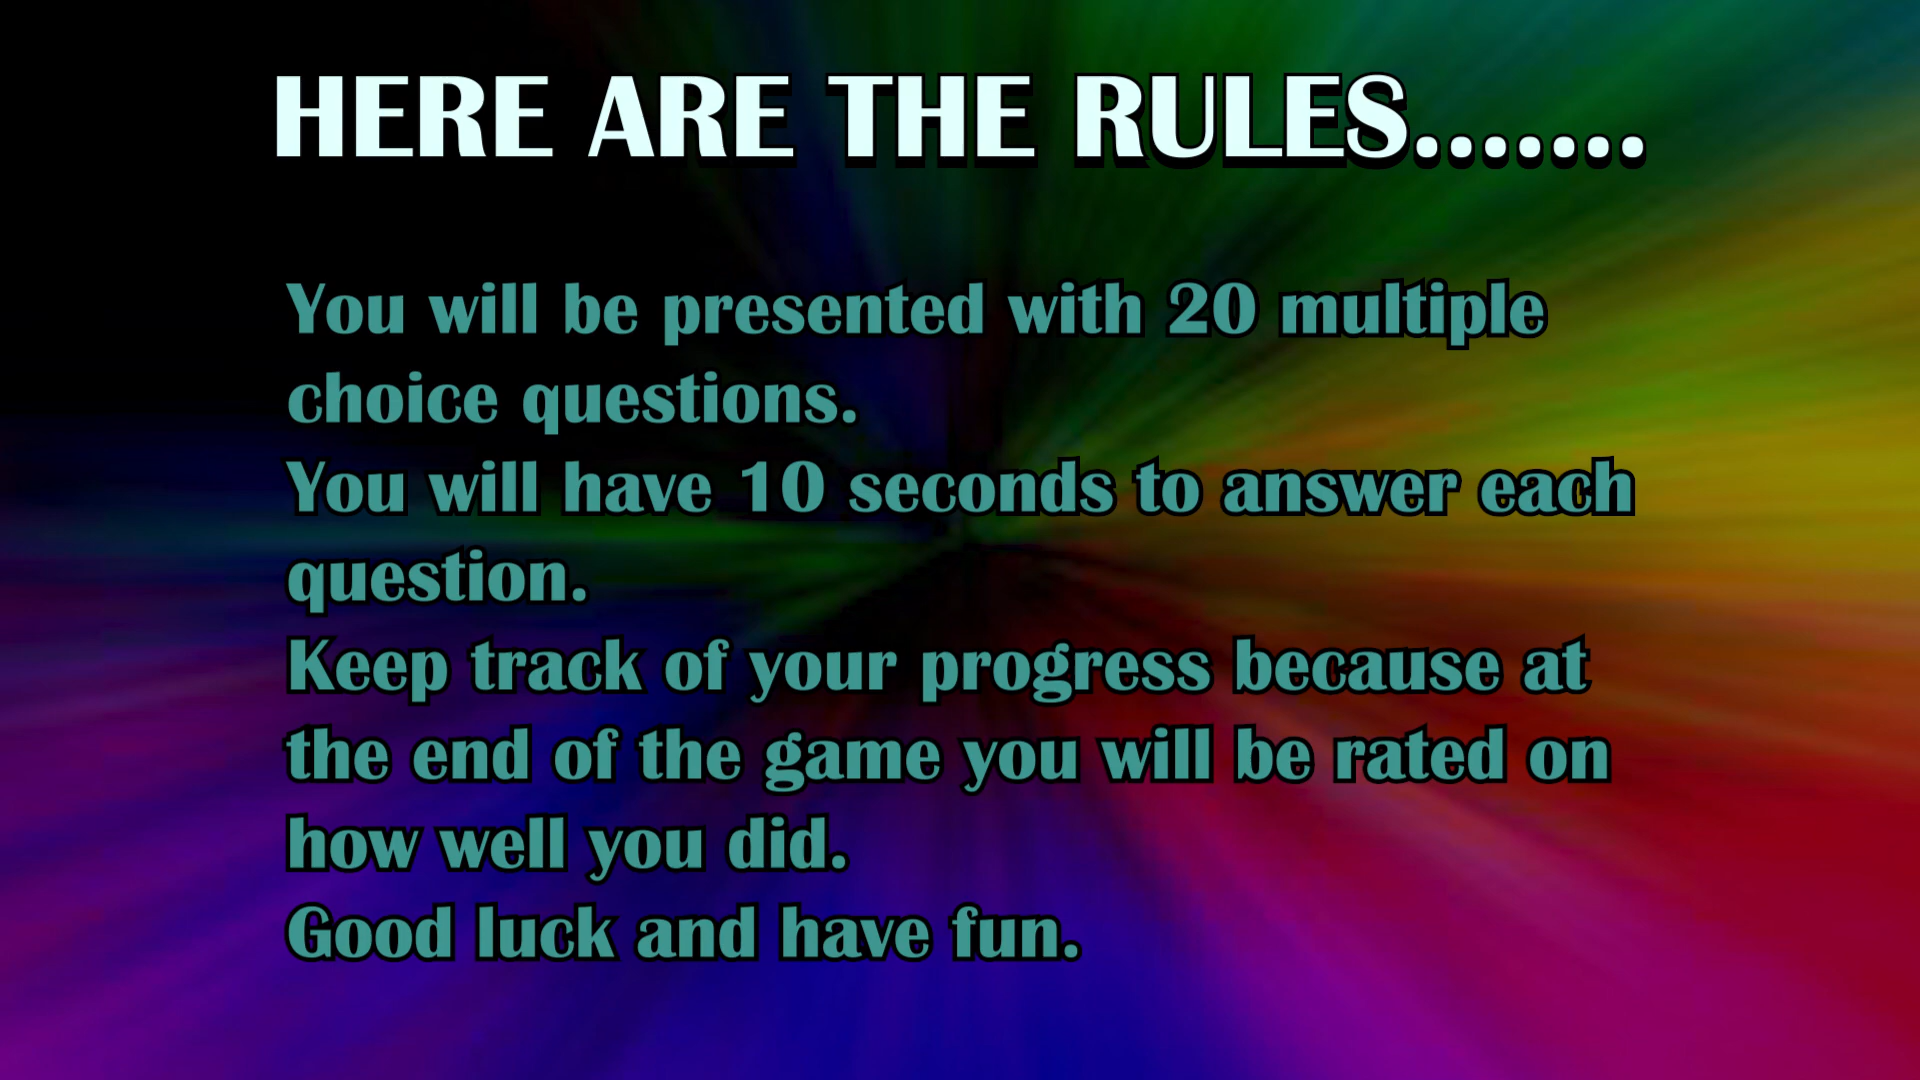 HERE ARE THE RULES.......
You will be presented with 20 multiple
choice questions.
You will have 10 seconds to answer each
question.
Keep track of your progress because at
the end of the game you will be rated on
how well you did.
Good luck and have fun.